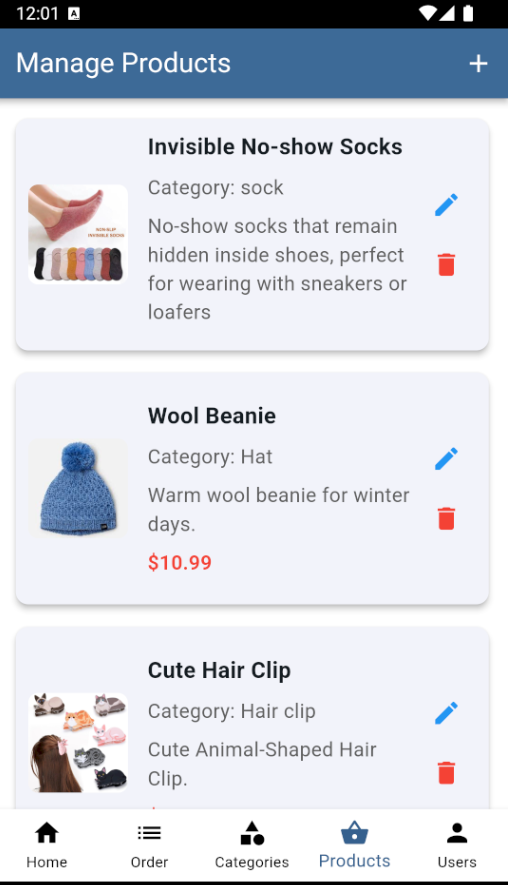 12:01
A
Manage Products
Invisible No-show Socks
Category: sock
No-show socks that remain
hidden inside shoes, perfect
for wearing with sneakers or
loafers
NON-SLIP
INVISIBLE SOCKS
Wool Beanie
Category: Hat
Warm wool beanie for winter
days.
$10.99
Cute Hair Clip
Category: Hair clip
Cute Animal-Shaped Hair
Clip.
Home
Order
Categories
Products
Users